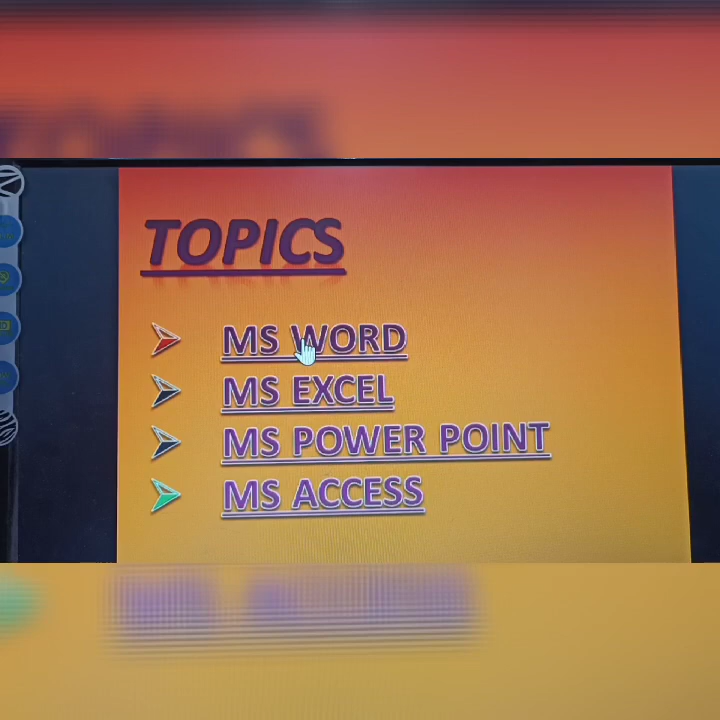 TOPICS
MS WORD
MS EXCEL
MS POWER POINT
MS ACCESS